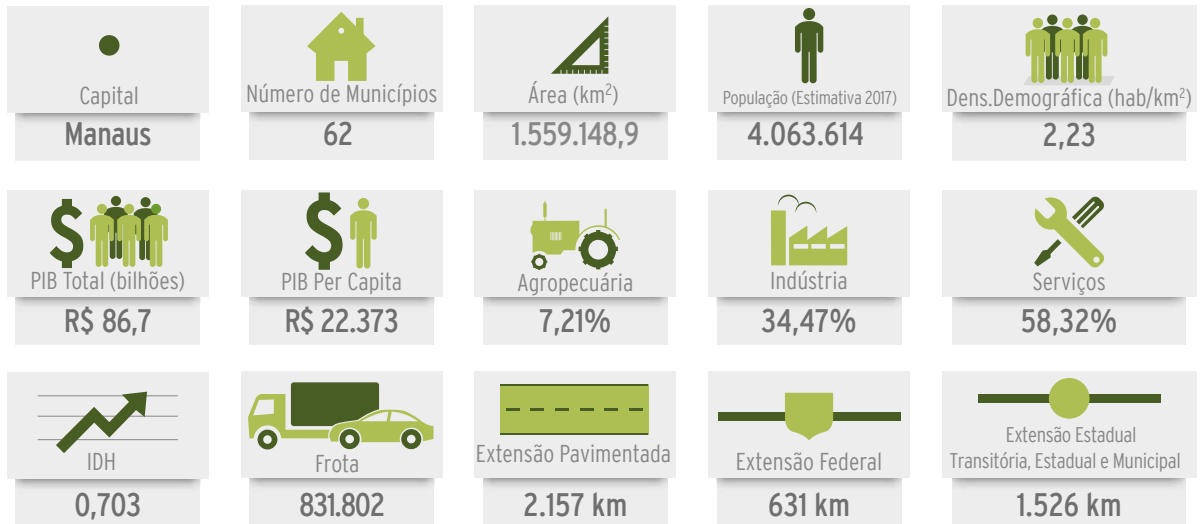 Capital
Manaus
Número de Municípios
62
Área (km²)
1.559.148,9
População (Estimativa 2017)
4.063.614
Dens.Demográfica (hab/km²)
2,23
PIB Total (bilhões)
R$ 86,7
PIB Per Capita
R$ 22.373
Agropecuária
7,21%
Indústria
34,47%
Serviços
58,32%
IDH
0,703
Frota
831.802
Extensão Pavimentada
2.157 km
Extensão Federal
631 km
Extensão Estadual
Transitória, Estadual e Municipal
1.526 km